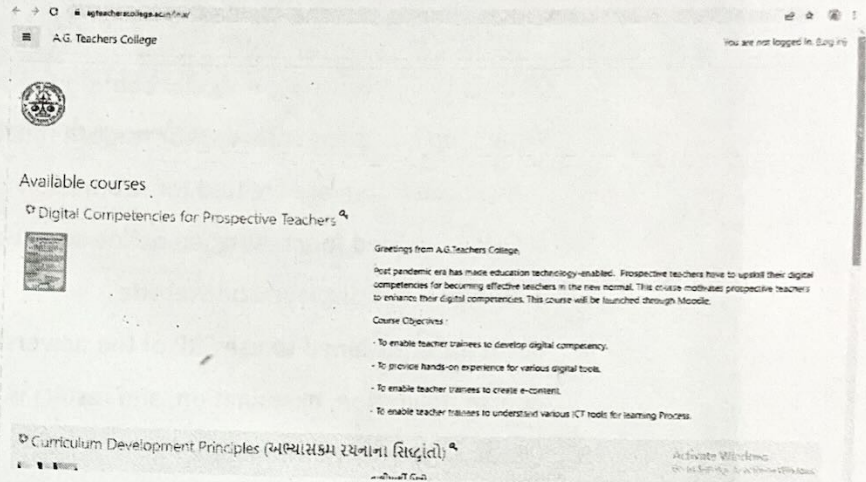 A.G. Teachers College
You are not logged in. (Log in)
Available courses
Digital Competencies for Prospective Teachers
Greetings from A.G.Teachers College,
Post pandemic era has made education technology-enabled. Prospective teachers have to upskill their digital
competencies for becoming effective teachers in the new normal. This course motivates prospective teachers
to enhance their digital competencies. This course will be launched through Moodle.
Course Objectives :
- To enable teacher trainees to develop digital competency.
- To provide hands-on experience for various digital tools.
- To enable teacher trainees to create e-content.
- To enable teacher trainees to understand various ICT tools for learning Process.
Curriculum Development Principles (અભ્યાસક્રમ રચનાના સિદ્ધાંતો)
Activate Windows